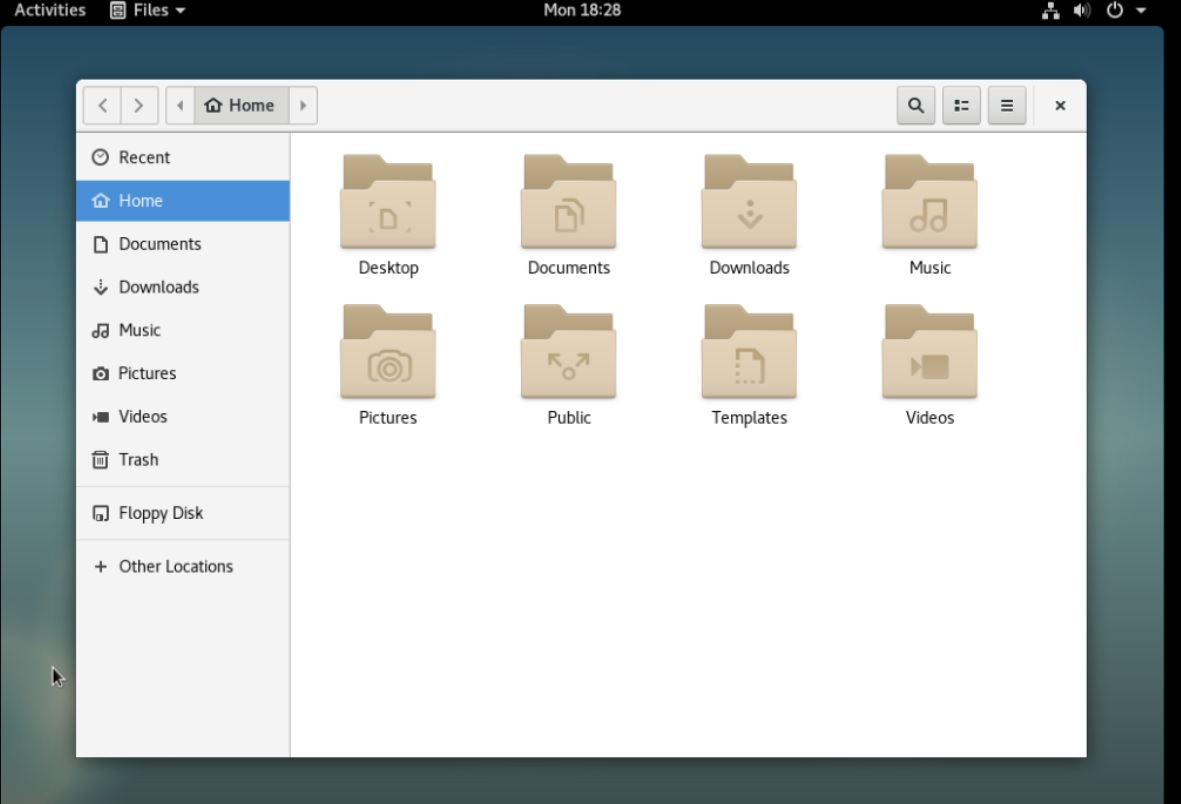 Activities Files Mon 18:28
Home
Recent
Home
Documents
Downloads
Music
Pictures
Videos
Trash
Floppy Disk
Other Locations
Desktop Documents Downloads Music
Pictures Public Templates Videos